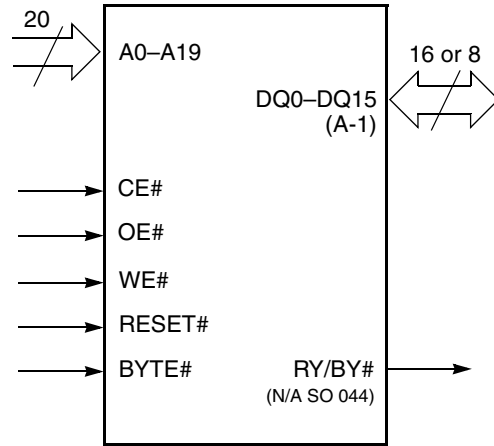 20
A0–A19
16 or 8
DQ0–DQ15
(A-1)
CE#
OE#
WE#
RESET#
BYTE#
RY/BY#
(N/A SO 044)